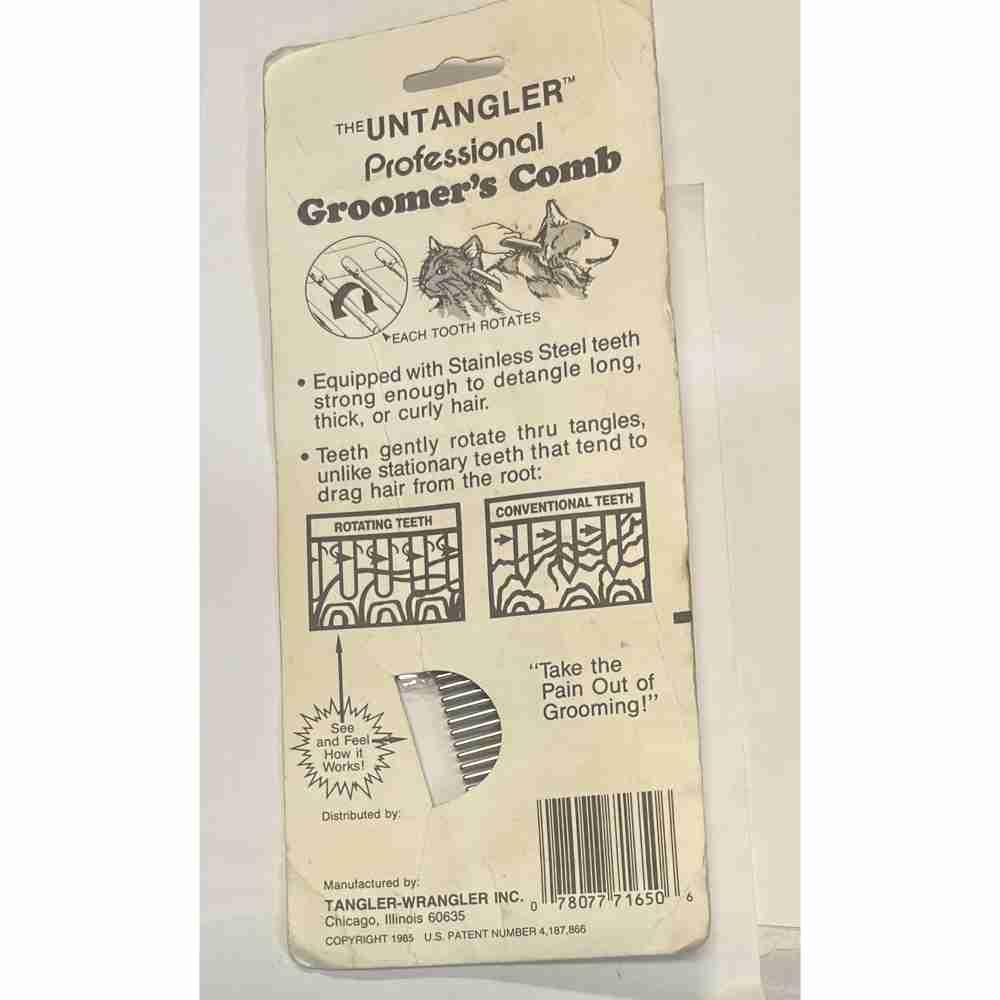 THE UNTANGLER™
Professional
Groomer's Comb
EACH TOOTH ROTATES
• Equipped with Stainless Steel teeth
strong enough to detangle long,
thick, or curly hair.
• Teeth gently rotate thru tangles,
unlike stationary teeth that tend to
drag hair from the root:
ROTATING TEETH
CONVENTIONAL TEETH
"Take the
Pain Out of
Grooming!"
See
and Feel
How it
Works!
Distributed by:
Manufactured by:
TANGLER-WRANGLER INC.
Chicago, Illinois 60635
COPYRIGHT 1985 U.S. PATENT NUMBER 4,187,866
0 78077 71650 6